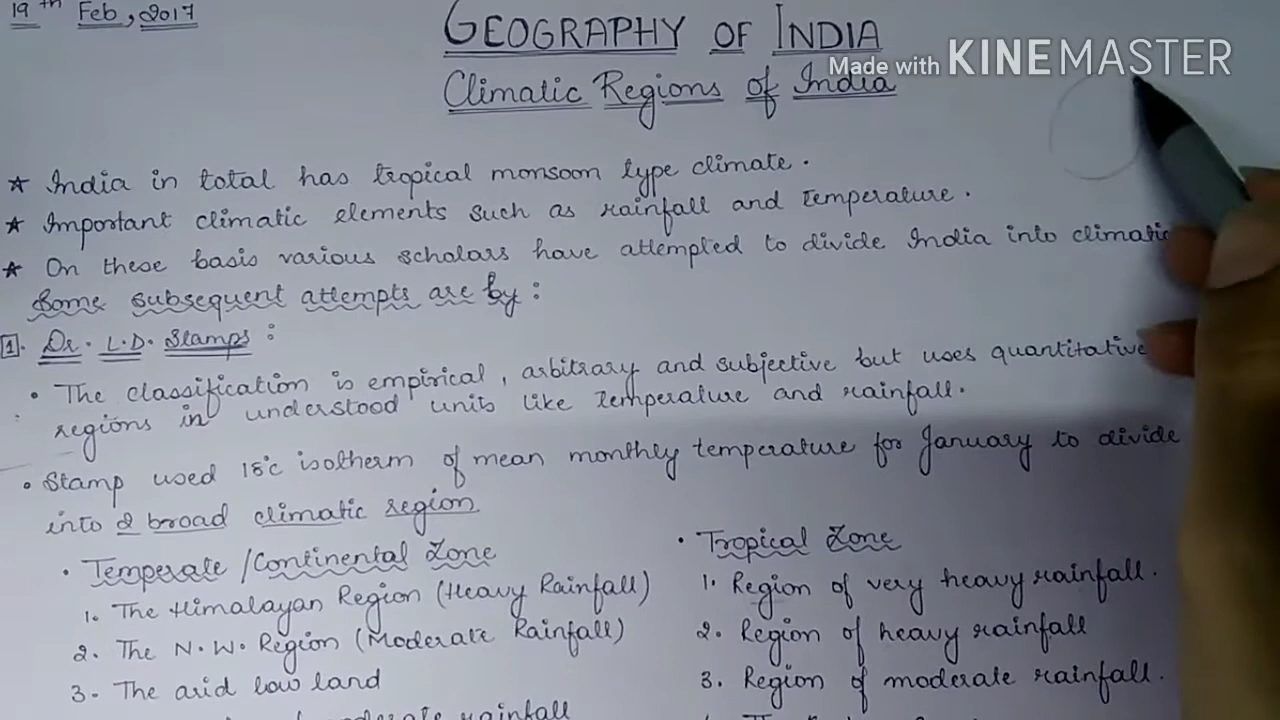 19th Feb, 2017
GEOGRAPHY OF INDIA
Made with KINEMASTER
Climatic Regions of India
★ India in total has tropical monsoon type climate.
★ Important climatic elements such as rainfall and temperature.
★ On these basis various scholars have attempted to divide India into climatic
Some subsequent attempts are by:
1. Dr. L.D. Stamps:
• The classification is empirical, arbitrary and subjective but uses quantitative
regions in understood units like temperature and rainfall.
• Stamp used 18°c isotherm of mean monthly temperature for January to divide
into 2 broad climatic region
• Temperate/Continental Zone
1. The Himalayan Region (Heavy Rainfall)
2. The N.W. Region (Moderate Rainfall)
3. The arid low land
moderate rainfall
• Tropical Zone
1. Region of very heavy rainfall.
2. Region of heavy rainfall
3. Region of moderate rainfall.